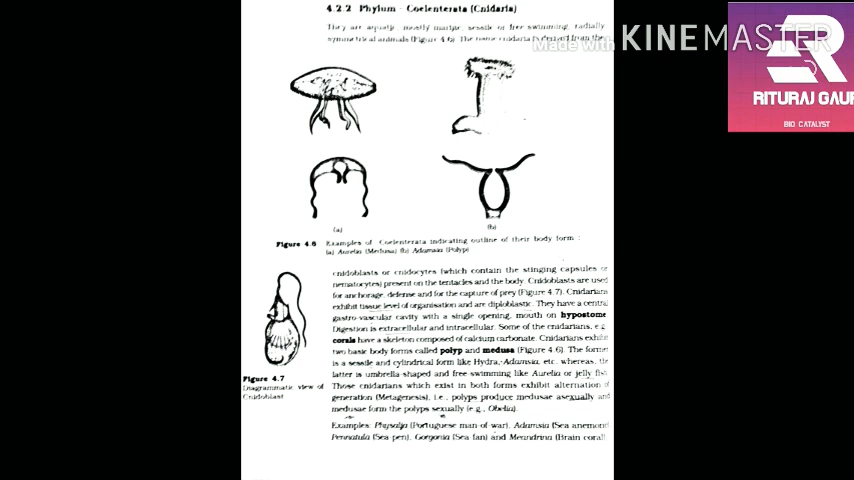 4.2.2 Phylum - Coelenterata (Cnidaria)
They are aquatic, mostly marine, sessile or free-swimming, radially
symmetrical animals (Figure 4.6). The name cnidaria is derived from the
Made with KINEMASTER
RITURAJ GAUR
BIO CATALYST
(a)
(b)
Figure 4.6 Examples of Coelenterata indicating outline of their body form :
(a) Aurelia (Medusa) (b) Adamsia (Polyp)
cnidoblasts or cnidocytes (which contain the stinging capsules or
nematocytes) present on the tentacles and the body. Cnidoblasts are used
for anchorage, defense and for the capture of prey (Figure 4.7). Cnidarians
exhibit tissue level of organisation and are diploblastic. They have a central
gastro-vascular cavity with a single opening, mouth on hypostome
Digestion is extracellular and intracellular. Some of the cnidarians, e.g.
corals have a skeleton composed of calcium carbonate. Cnidarians exhibit
two basic body forms called polyp and medusa (Figure 4.6). The former
is a sessile and cylindrical form like Hydra, Adamsia, etc. whereas, the
latter is umbrella-shaped and free-swimming like Aurelia or jelly fish.
Those cnidarians which exist in both forms exhibit alternation of
generation (Metagenesis), i.e., polyps produce medusae asexually and
medusae form the polyps sexually (e.g., Obelia).
Figure 4.7
Diagrammatic view of
Cnidoblast
Examples: Physalia (Portuguese man-of-war), Adamsia (Sea anemone)
Pennatula (Sea-pen), Gorgonia (Sea-fan) and Meandrina (Brain coral).